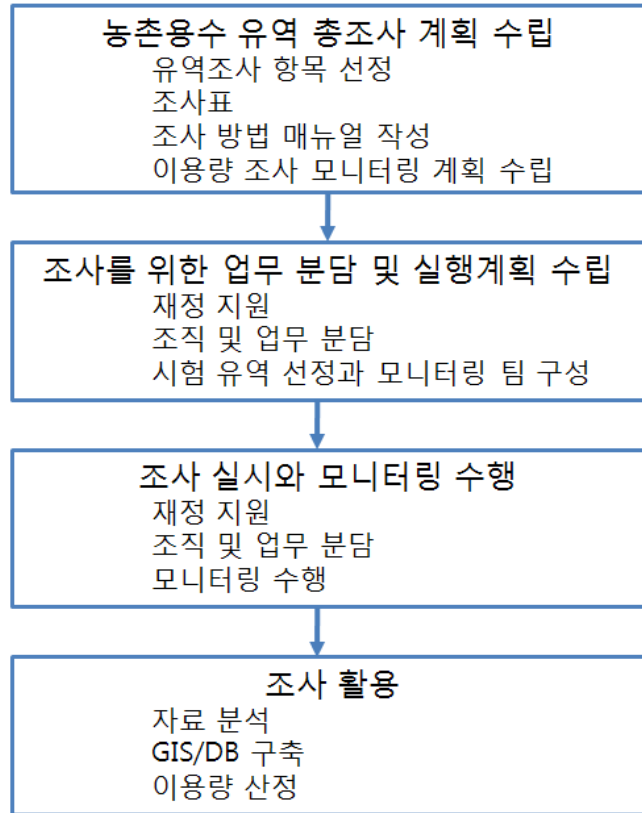 농촌용수 유역 총조사 계획 수립
유역조사 항목 선정
조사표
조사 방법 매뉴얼 작성
이용량 조사 모니터링 계획 수립
조사를 위한 업무 분담 및 실행계획 수립
재정 지원
조직 및 업무 분담
시험 유역 선정과 모니터링 팀 구성
조사 실시와 모니터링 수행
재정 지원
조직 및 업무 분담
모니터링 수행
조사 활용
자료 분석
GIS/DB 구축
이용량 산정